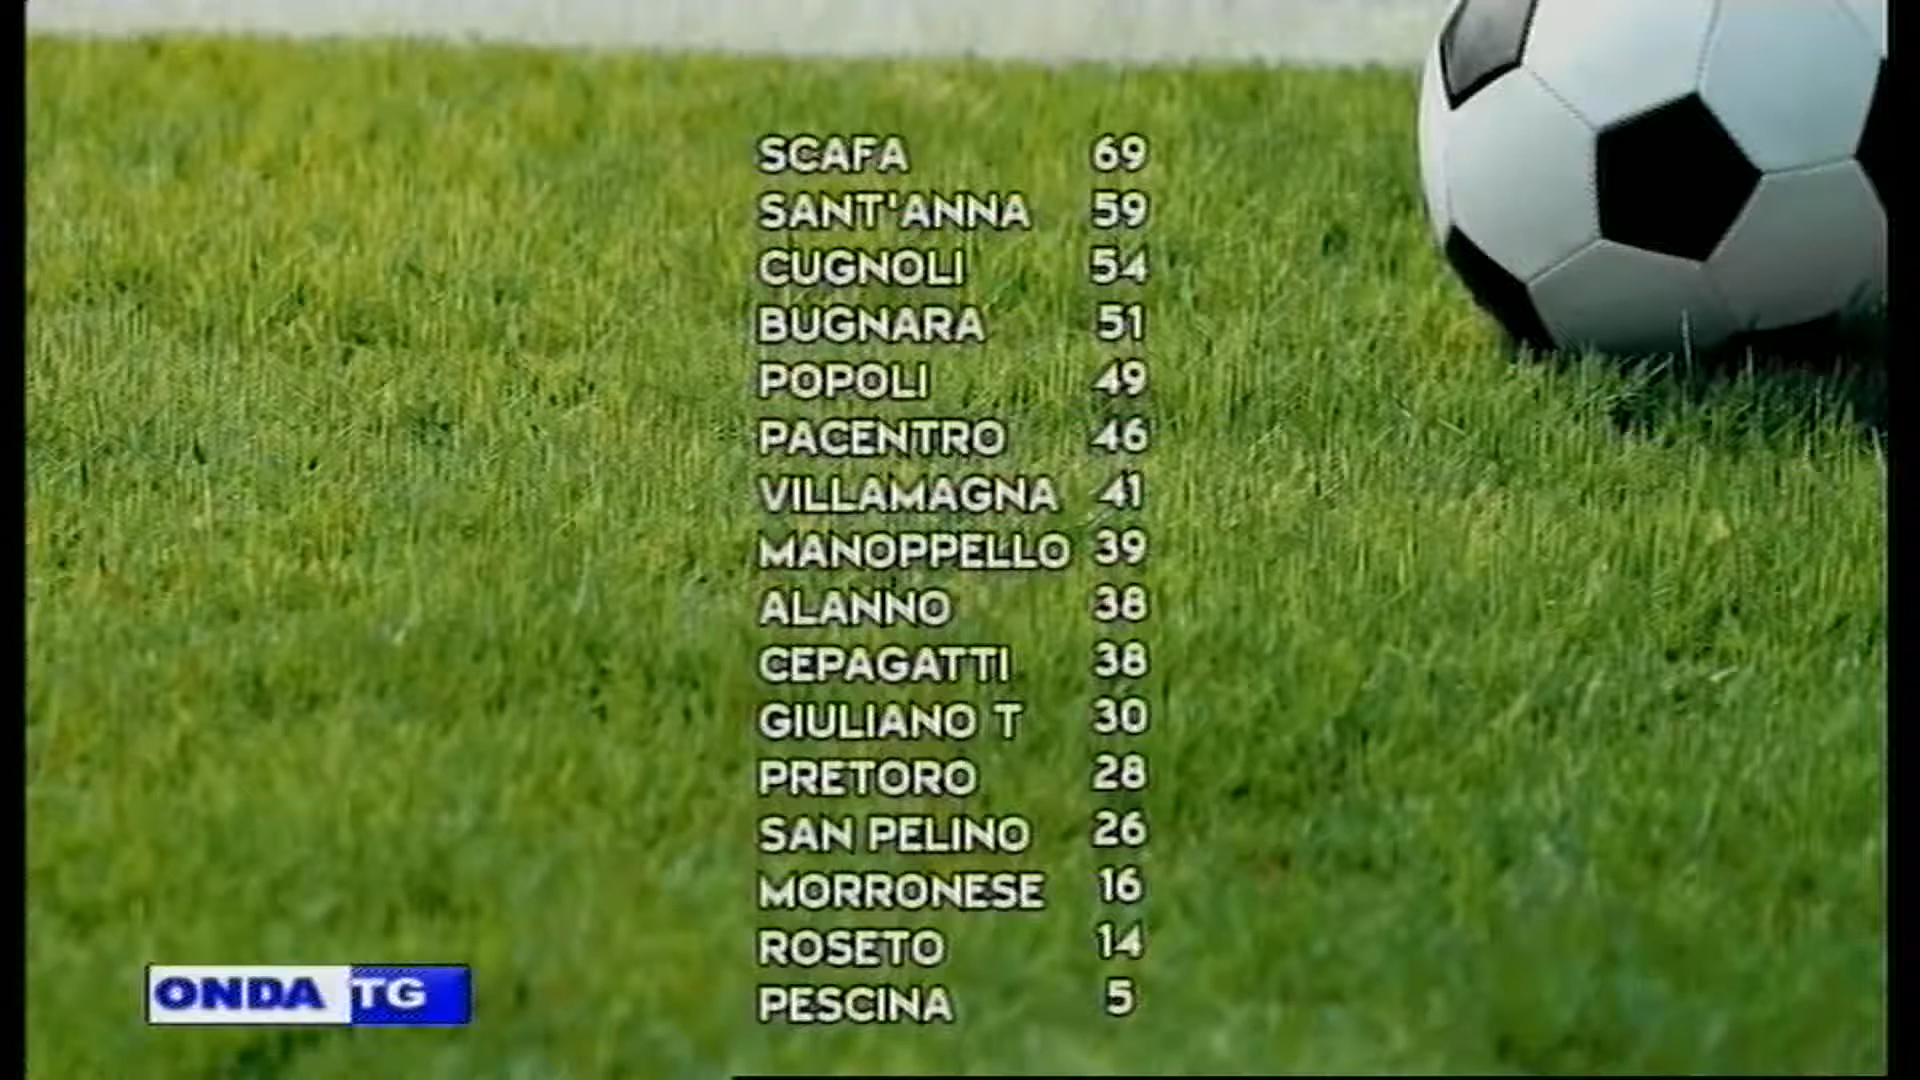 SCAFA 69
SANT'ANNA 59
CUGNOLI 54
BUGNARA 51
POPOLI 49
PACENTRO 46
VILLAMAGNA 41
MANOPPELLO 39
ALANNO 38
CEPAGATTI 38
GIULIANO T 30
PRETORO 28
SAN PELINO 26
MORRONESE 16
ROSETO 14
PESCINA 5
ONDA TG